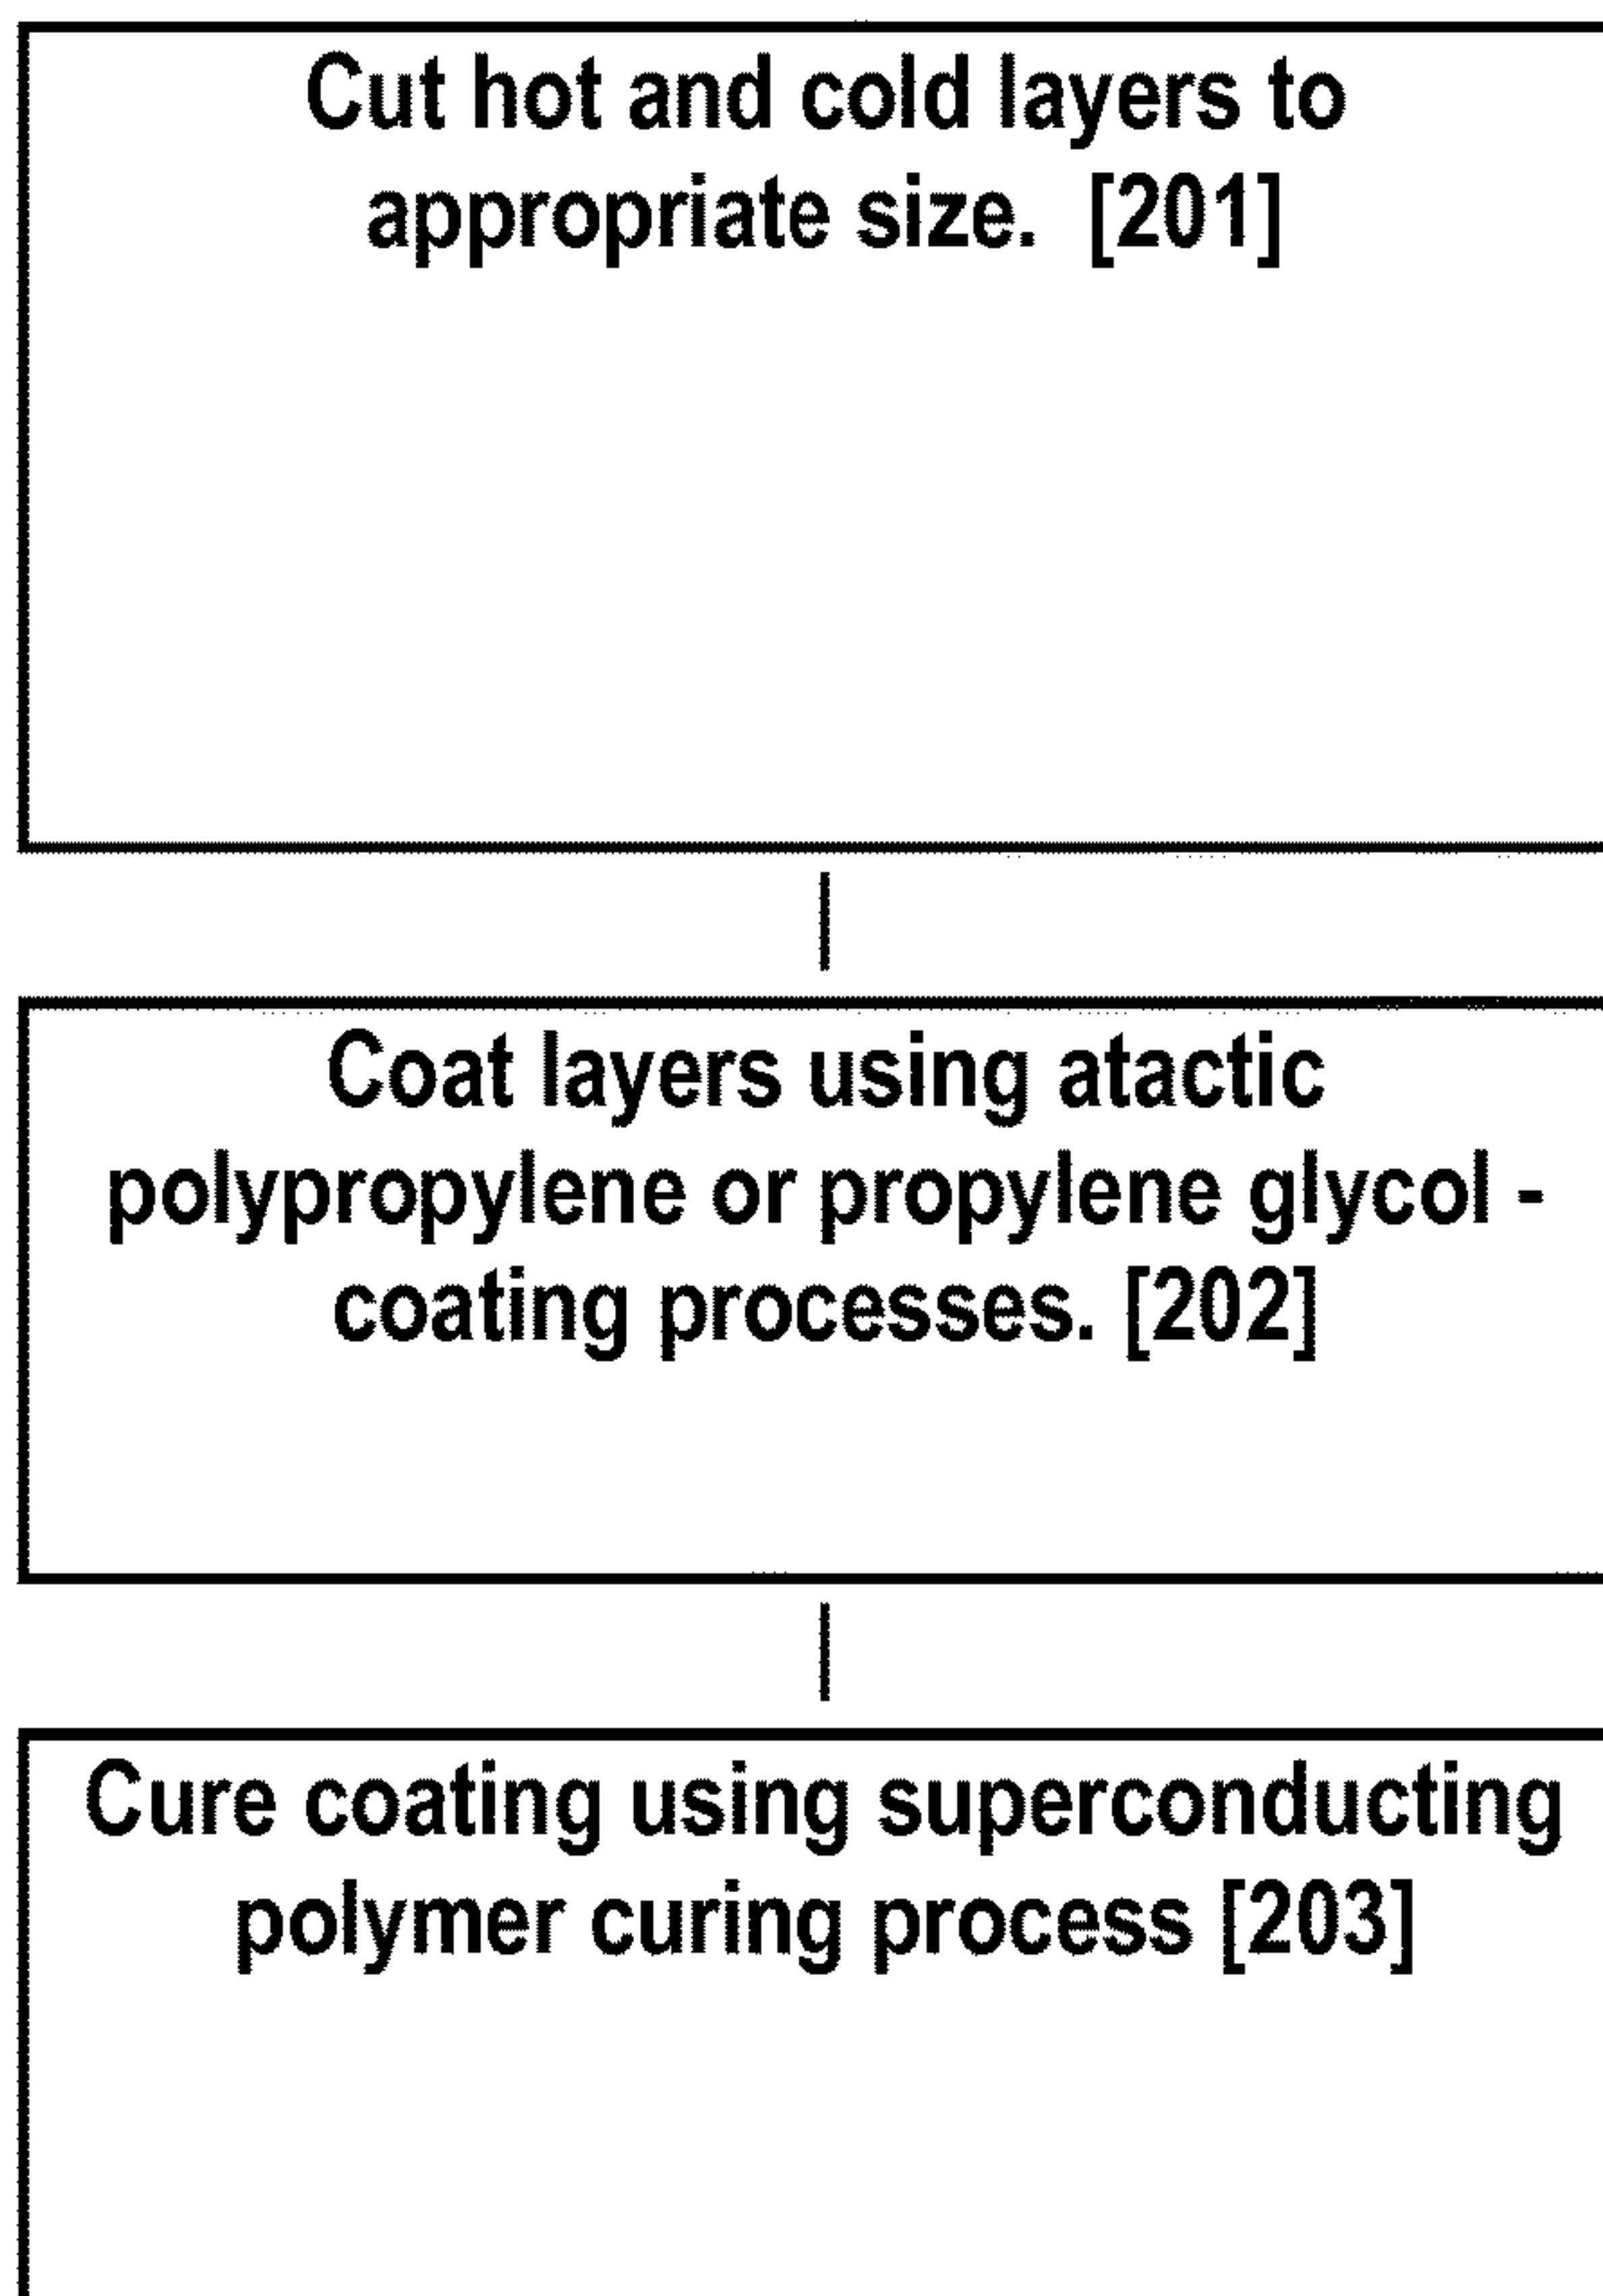 Cut hot and cold layers to
appropriate size. [201]
Coat layers using atactic
polypropylene or propylene glycol -
coating processes. [202]
Cure coating using superconducting
polymer curing process [203]